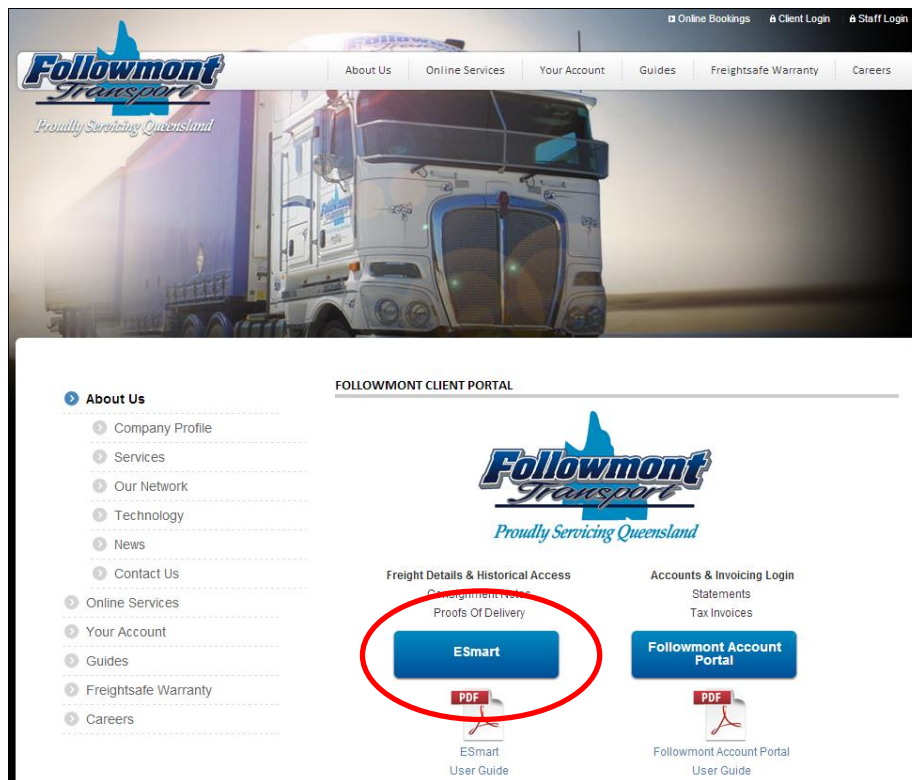 Online Bookings
Client Login
Staff Login
Followmont
Transport
Proudly Servicing Queensland
About Us
Online Services
Your Account
Guides
Freightsafe Warranty
Careers
Followmont
Transport
About Us
Company Profile
Services
Our Network
Technology
News
Contact Us
Online Services
Your Account
Guides
Freightsafe Warranty
Careers
FOLLOWMONT CLIENT PORTAL
Followmont
Transport
Proudly Servicing Queensland
Freight Details & Historical Access
Consignment Notes
Proofs Of Delivery
ESmart
PDF
ESmart
User Guide
Accounts & Invoicing Login
Statements
Tax Invoices
Followmont Account
Portal
PDF
Followmont Account Portal
User Guide